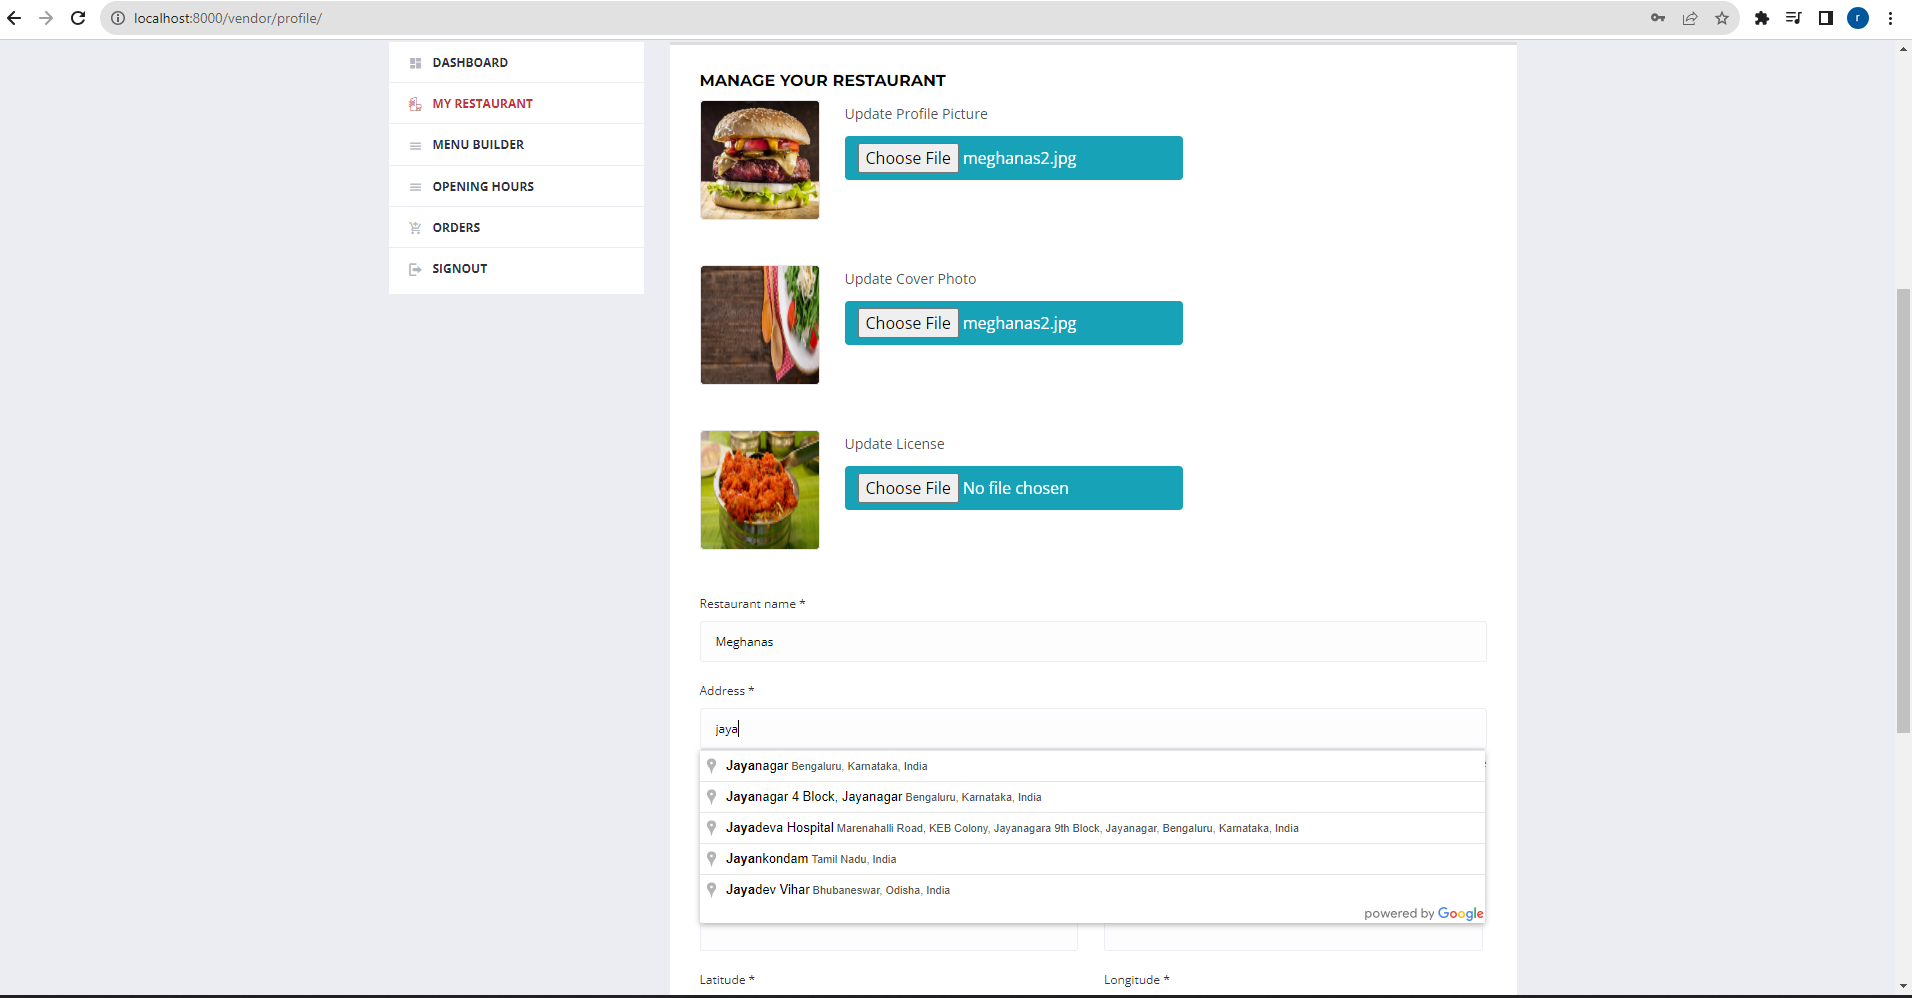 localhost:8000/vendor/profile/
r
DASHBOARD
MY RESTAURANT
MENU BUILDER
OPENING HOURS
ORDERS
SIGNOUT
MANAGE YOUR RESTAURANT
Update Profile Picture
Choose File meghanas2.jpg
Update Cover Photo
Choose File meghanas2.jpg
Update License
Choose File No file chosen
Restaurant name *
Meghanas
Address *
jaya
Jayanagar Bengaluru, Karnataka, India
Jayanagar 4 Block, Jayanagar Bengaluru, Karnataka, India
Jayadeva Hospital Marenahalli Road, KEB Colony, Jayanagara 9th Block, Jayanagar, Bengaluru, Karnataka, India
Jayankondam Tamil Nadu, India
Jayadev Vihar Bhubaneswar, Odisha, India
powered by Google
Latitude *
Longitude *